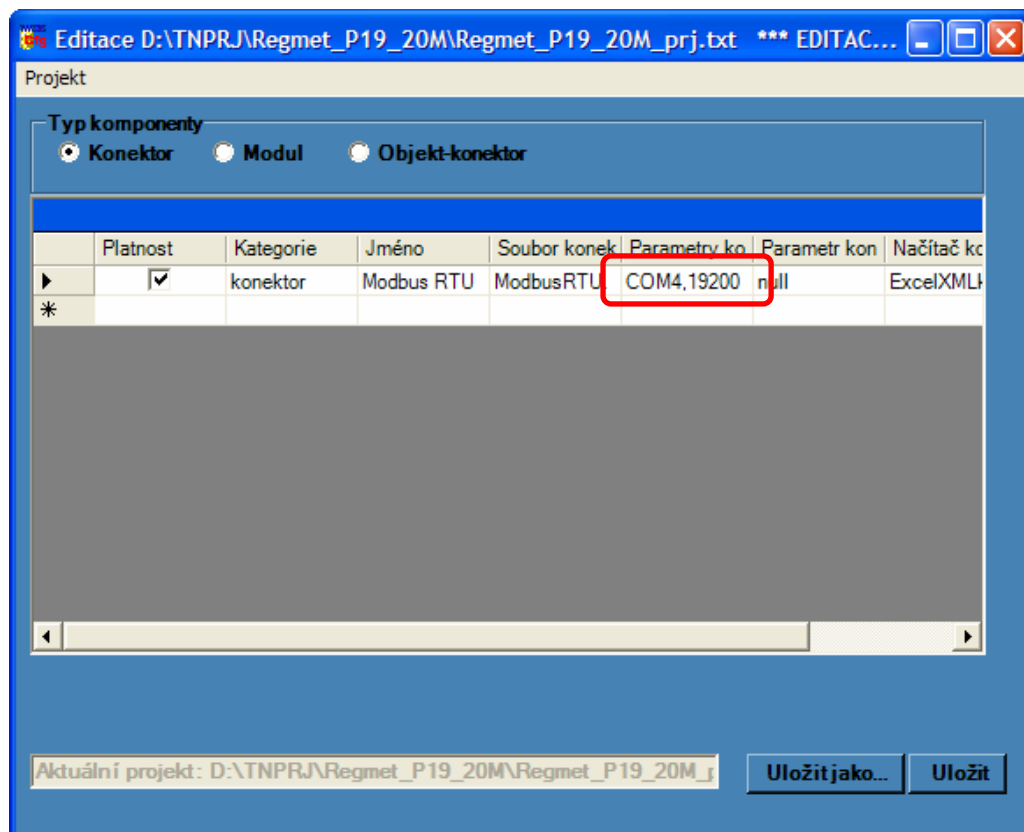 Editace D:\TNPRJ\Regmet_P19_20M\Regmet_P19_20M_prj.txt *** EDITAC...
Projekt
Typ komponenty
Konektor Modul Objekt-konektor
Platnost Kategorie Jméno Soubor konek Parametry ko Parametr kon Načítač kc
konektor Modbus RTU ModbusRTU. COM4,19200 null ExcelXML
Aktuální projekt: D:\TNPRJ\Regmet_P19_20M\Regmet_P19_20M_
Uložit jako... Uložit